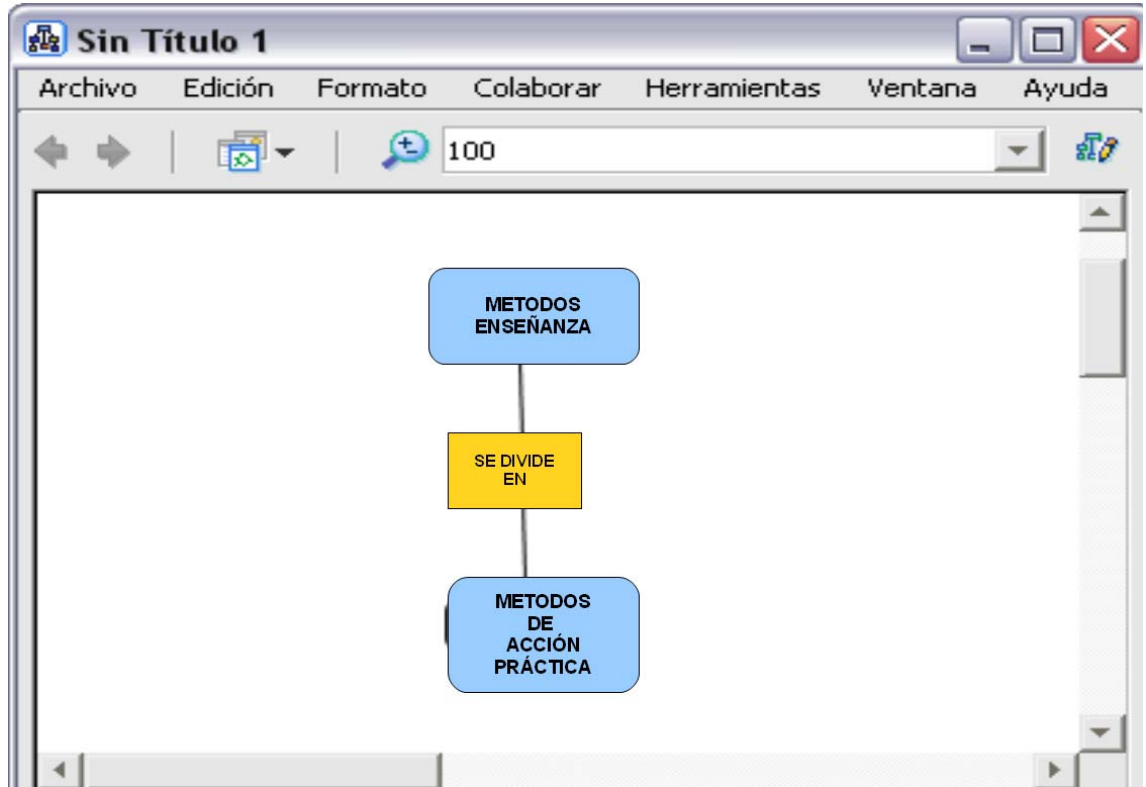 Sin Título 1
Archivo Edición Formato Colaborar Herramientas Ventana Ayuda
100
METODOS
ENSEÑANZA
SE DIVIDE
EN
METODOS
DE
ACCIÓN
PRÁCTICA